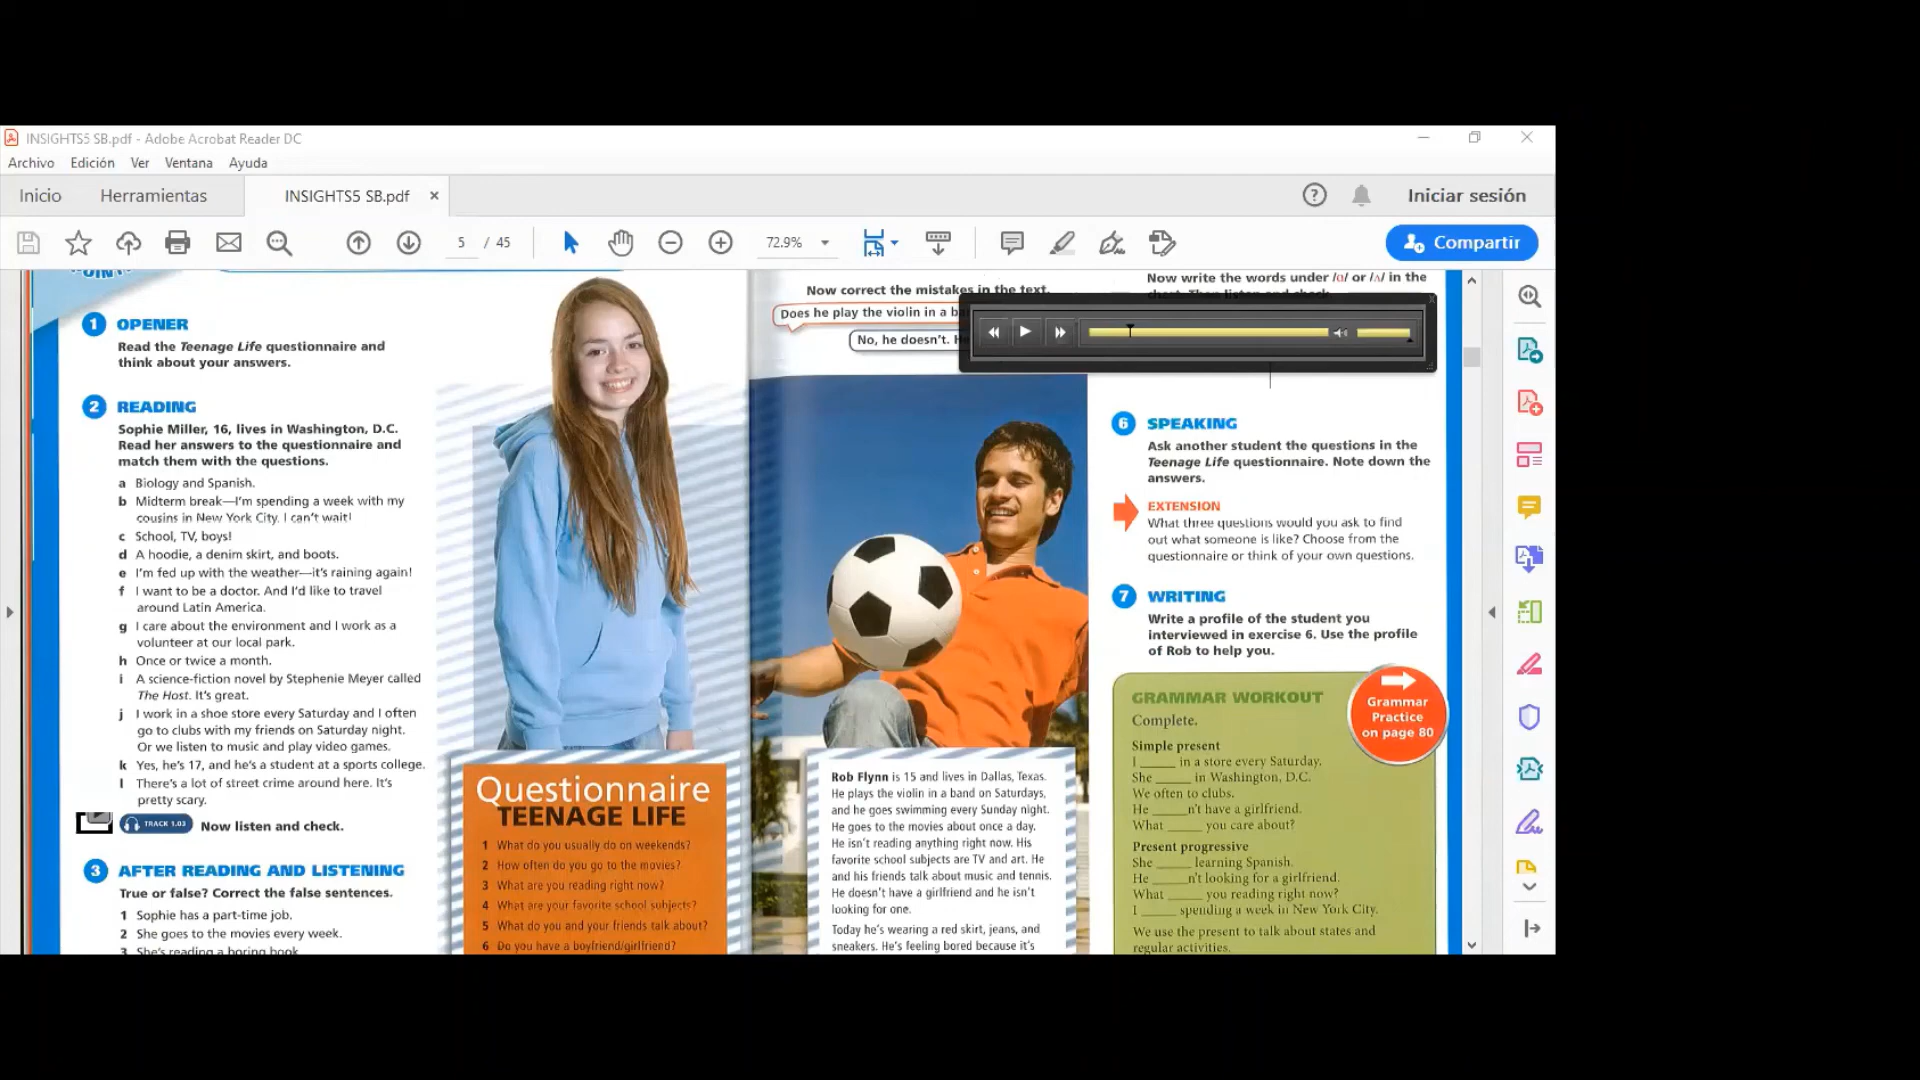 INSIGHTS5 SB.pdf - Adobe Acrobat Reader DC
Archivo Edición Ver Ventana Ayuda
Inicio Herramientas INSIGHTS5 SB.pdf Iniciar sesión
5 / 45 72.9% Compartir
1 OPENER
Read the Teenage Life questionnaire and
think about your answers.
2 READING
Sophie Miller, 16, lives in Washington, D.C.
Read her answers to the questionnaire and
match them with the questions.
a Biology and Spanish.
b Midterm break—I'm spending a week with my
cousins in New York City. I can't wait!
c School, TV, boys!
d A hoodie, a denim skirt, and boots.
e I'm fed up with the weather—it's raining again!
f I want to be a doctor. And I'd like to travel
around Latin America.
g I care about the environment and I work as a
volunteer at our local park.
h Once or twice a month.
i A science-fiction novel by Stephenie Meyer called
The Host. It's great.
j I work in a shoe store every Saturday and I often
go to clubs with my friends on Saturday night.
Or we listen to music and play video games.
k Yes, he's 17, and he's a student at a sports college.
l There's a lot of street crime around here. It's
pretty scary.
TRACK 1.03 Now listen and check.
3 AFTER READING AND LISTENING
True or false? Correct the false sentences.
1 Sophie has a part-time job.
2 She goes to the movies every week.
3 She's reading a boring book
Questionnaire
TEENAGE LIFE
1 What do you usually do on weekends?
2 How often do you go to the movies?
3 What are you reading right now?
4 What are your favorite school subjects?
5 What do you and your friends talk about?
6 Do you have a boyfriend/girlfriend?
Now correct the mistakes in the text.
Does he play the violin in a
No, he doesn't.
Rob Flynn is 15 and lives in Dallas, Texas.
He plays the violin in a band on Saturdays,
and he goes swimming every Sunday night.
He goes to the movies about once a day.
He isn't reading anything right now. His
favorite school subjects are TV and art. He
and his friends talk about music and tennis.
He doesn't have a girlfriend and he isn't
looking for one.
Today he's wearing a red skirt, jeans, and
sneakers. He's feeling bored because it's
Now write the words under /ɑ/ or /ʌ/ in the
6 SPEAKING
Ask another student the questions in the
Teenage Life questionnaire. Note down the
answers.
EXTENSION
What three questions would you ask to find
out what someone is like? Choose from the
questionnaire or think of your own questions.
7 WRITING
Write a profile of the student you
interviewed in exercise 6. Use the profile
of Rob to help you.
GRAMMAR WORKOUT
Grammar
Practice
on page 80
Complete.
Simple present
I _____ in a store every Saturday.
She _____ in Washington, D.C.
We often to clubs.
He _____n't have a girlfriend.
What _____ you care about?
Present progressive
She _____ learning Spanish.
He _____n't looking for a girlfriend.
What _____ you reading right now?
I _____ spending a week in New York City.
We use the present to talk about states and
regular activities.